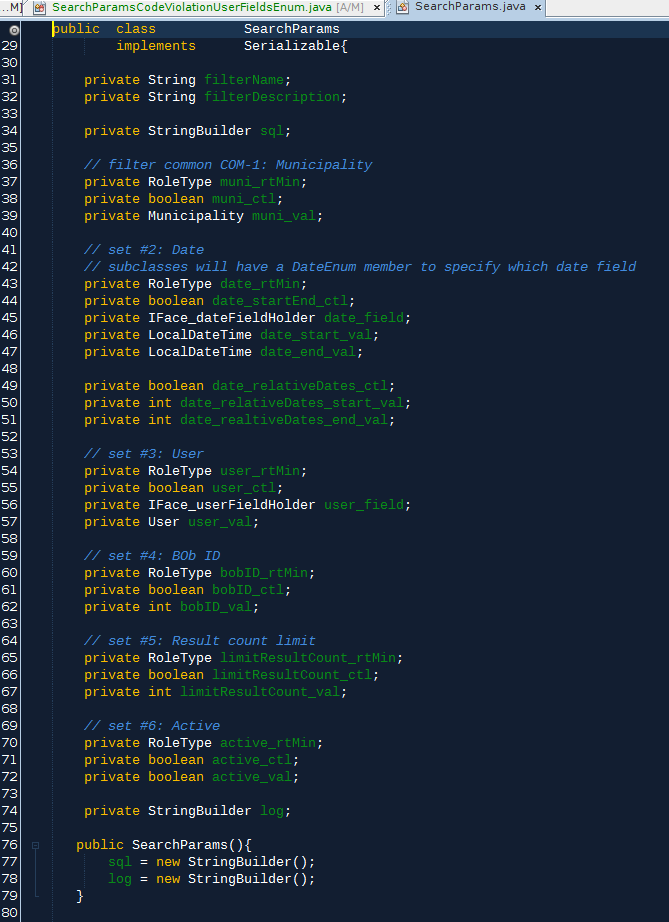 ..M] SearchParamsCodeViolationUserFieldsEnum.java [A/M] × SearchParams.java ×
public class SearchParams
29 implements Serializable{
30
31 private String filterName;
32 private String filterDescription;
33
34 private StringBuilder sql;
35
36 // filter common COM-1: Municipality
37 private RoleType muni_rtMin;
38 private boolean muni_ctl;
39 private Municipality muni_val;
40
41 // set #2: Date
42 // subclasses will have a DateEnum member to specify which date field
43 private RoleType date_rtMin;
44 private boolean date_startEnd_ctl;
45 private IFace_dateFieldHolder date_field;
46 private LocalDateTime date_start_val;
47 private LocalDateTime date_end_val;
48
49 private boolean date_relativeDates_ctl;
50 private int date_relativeDates_start_val;
51 private int date_realtiveDates_end_val;
52
53 // set #3: User
54 private RoleType user_rtMin;
55 private boolean user_ctl;
56 private IFace_userFieldHolder user_field;
57 private User user_val;
58
59 // set #4: BOb ID
60 private RoleType bobID_rtMin;
61 private boolean bobID_ctl;
62 private int bobID_val;
63
64 // set #5: Result count limit
65 private RoleType limitResultCount_rtMin;
66 private boolean limitResultCount_ctl;
67 private int limitResultCount_val;
68
69 // set #6: Active
70 private RoleType active_rtMin;
71 private boolean active_ctl;
72 private boolean active_val;
73
74 private StringBuilder log;
75
76 public SearchParams(){
77 sql = new StringBuilder();
78 log = new StringBuilder();
79 }
80